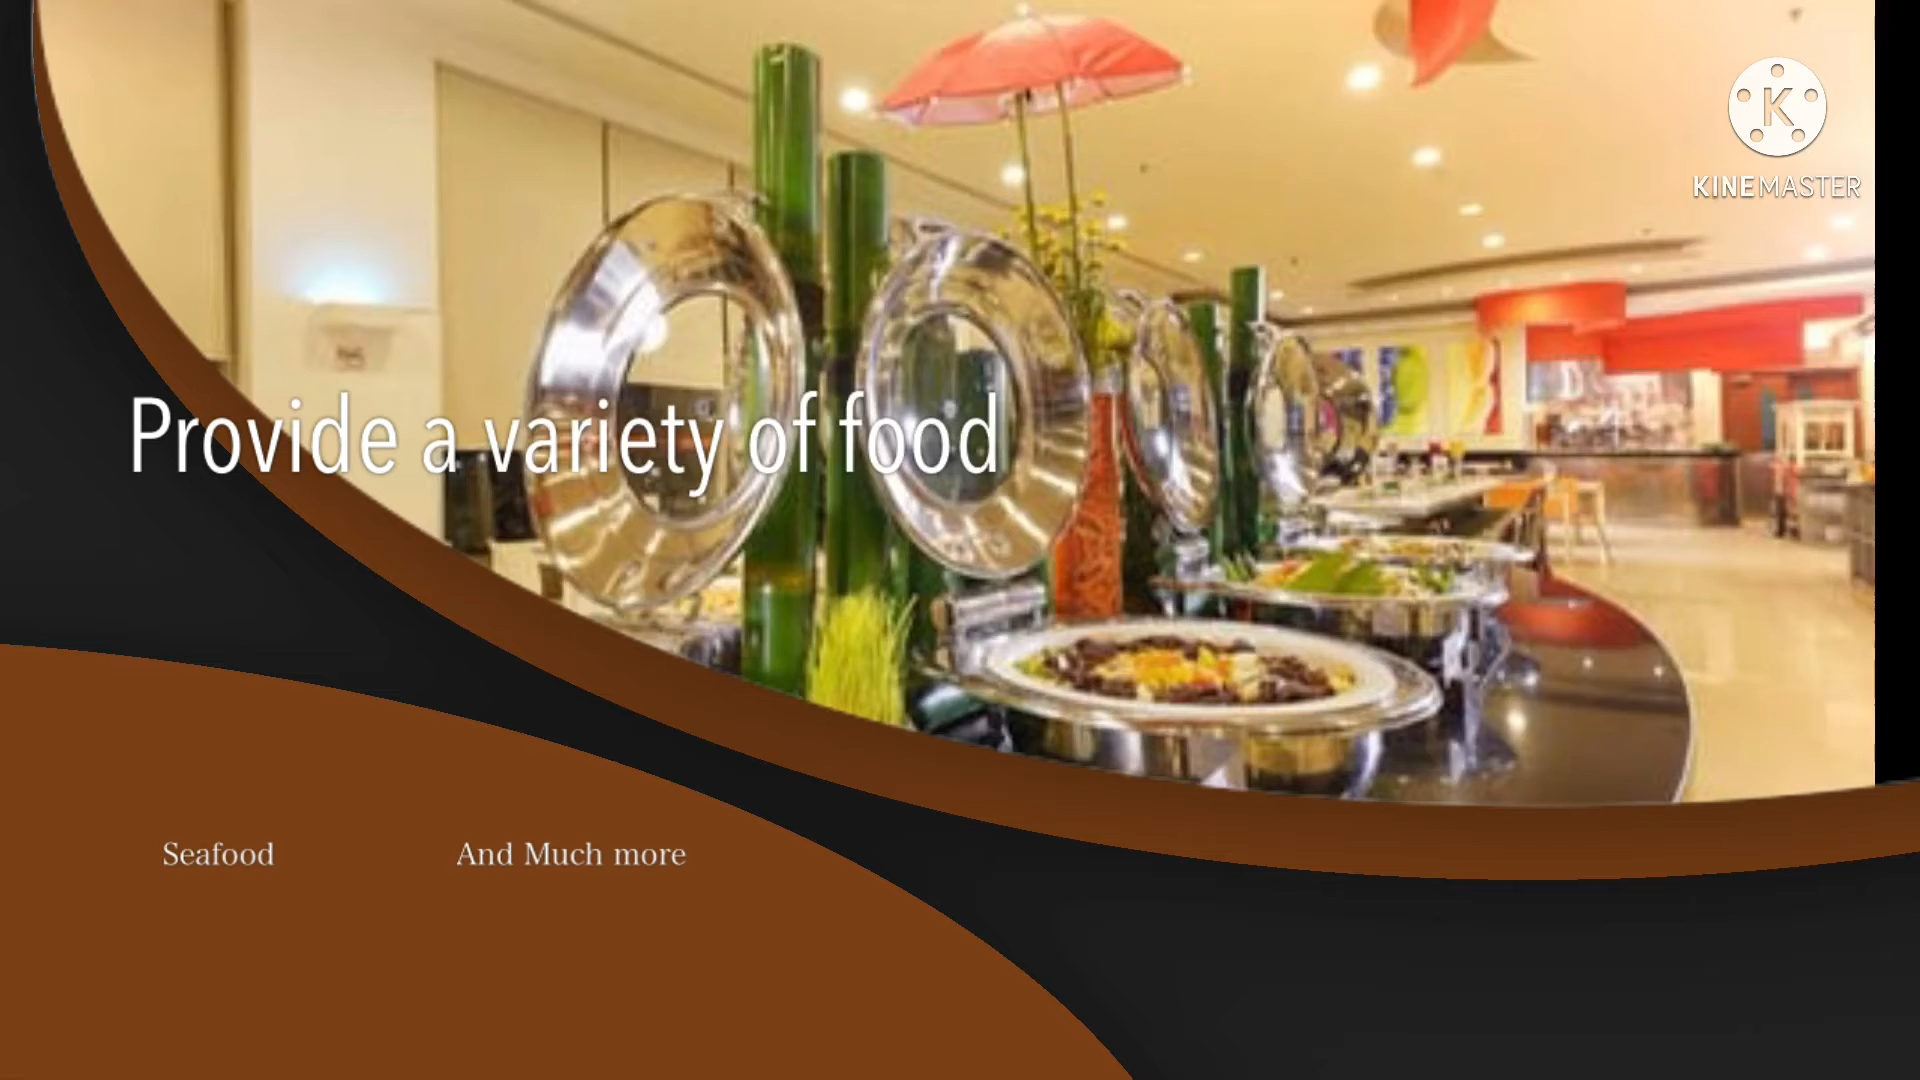 K
KINEMASTER
Provide a variety of food
Seafood
And Much more